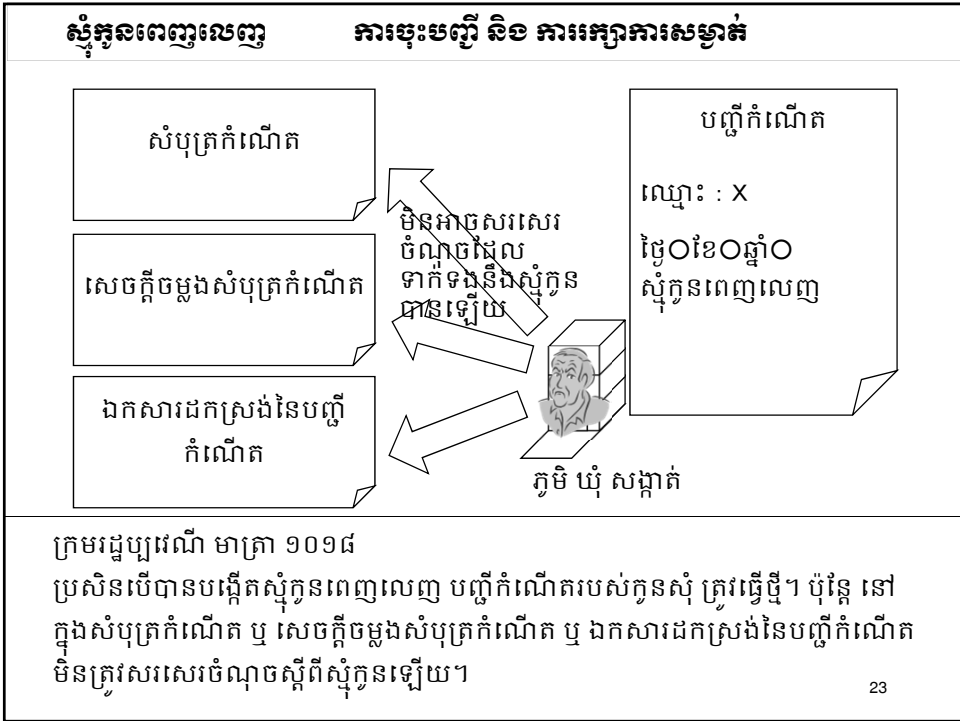 ស្មុំកូនពេញលេញ ការចុះបញ្ជី និង ការរក្សាការសម្ងាត់
សំបុត្រកំណើត
បញ្ជីកំណើត
ឈ្មោះ : X
ថ្ងៃ〇ខែ〇ឆ្នាំ〇
ស្មុំកូនពេញលេញ
មិនអាចសរសេរ
ចំណុចដែល
ទាក់ទងនឹងស្មុំកូន
បានឡើយ
សេចក្ដីចម្លងសំបុត្រកំណើត
ឯកសារដកស្រង់នៃបញ្ជី
កំណើត
ភូមិ ឃុំ សង្កាត់
ក្រមរដ្ឋប្បវេណី មាត្រា ១០១៨
ប្រសិនបើបានបង្កើតស្មុំកូនពេញលេញ បញ្ជីកំណើតរបស់កូនសុំ ត្រូវធ្វើថ្មី។ ប៉ុន្តែ នៅ
ក្នុងសំបុត្រកំណើត ឬ សេចក្ដីចម្លងសំបុត្រកំណើត ឬ ឯកសារដកស្រង់នៃបញ្ជីកំណើត
មិនត្រូវសរសេរចំណុចស្ដីពីស្មុំកូនឡើយ។
23